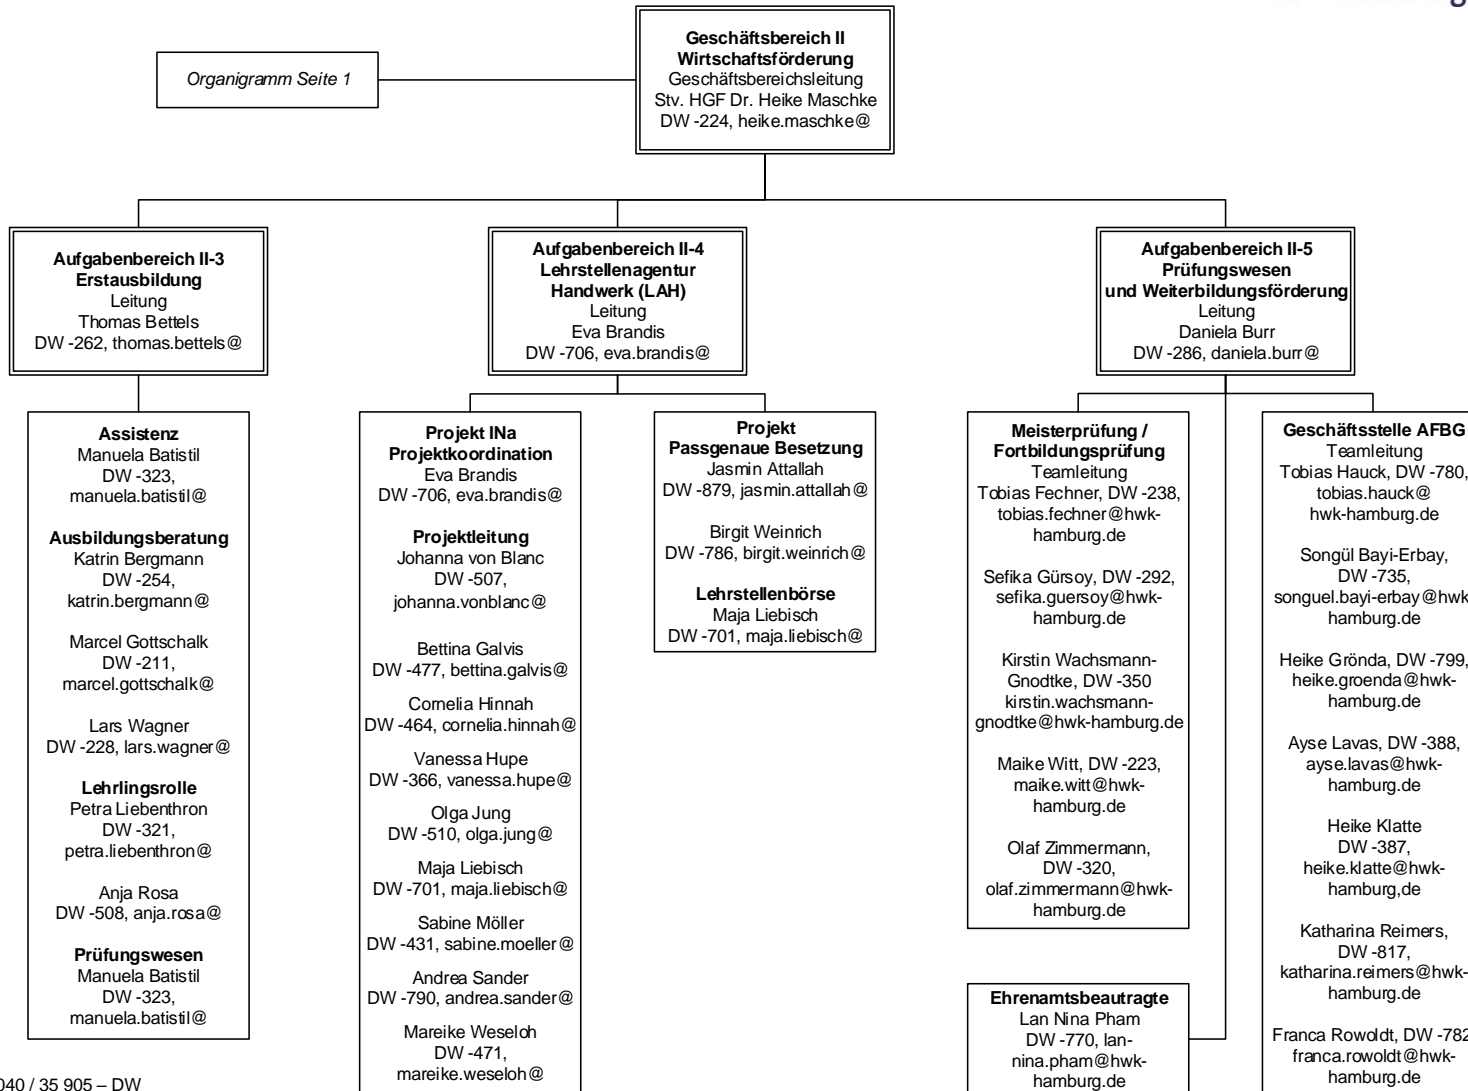 Geschäftsbereich II
Wirtschaftsförderung
Geschäftsbereichsleitung
Stv. HGF Dr. Heike Maschke
DW -224, heike.maschke@
Organigramm Seite 1
Aufgabenbereich II-3
Erstausbildung
Leitung
Thomas Bettels
DW -262, thomas.bettels@
Aufgabenbereich II-4
Lehrstellenagentur
Handwerk (LAH)
Leitung
Eva Brandis
DW -706, eva.brandis@
Aufgabenbereich II-5
Prüfungswesen
und Weiterbildungsförderung
Leitung
Daniela Burr
DW -286, daniela.burr@
Assistenz
Manuela Batistil
DW -323,
manuela.batistil@
Ausbildungsberatung
Katrin Bergmann
DW -254,
katrin.bergmann@
Marcel Gottschalk
DW -211,
marcel.gottschalk@
Lars Wagner
DW -228, lars.wagner@
Lehrlingsrolle
Petra Liebenthron
DW -321,
petra.liebenthron@
Anja Rosa
DW -508, anja.rosa@
Prüfungswesen
Manuela Batistil
DW -323,
manuela.batistil@
Projekt INa
Projektkoordination
Eva Brandis
DW -706, eva.brandis@
Projektleitung
Johanna von Blanc
DW -507,
johanna.vonblanc@
Bettina Galvis
DW -477, bettina.galvis@
Cornelia Hinnah
DW -464, cornelia.hinnah@
Vanessa Hupe
DW -366, vanessa.hupe@
Olga Jung
DW -510, olga.jung@
Maja Liebisch
DW -701, maja.liebisch@
Sabine Möller
DW -431, sabine.moeller@
Andrea Sander
DW -790, andrea.sander@
Mareike Weseloh
DW -471,
mareike.weseloh@
Projekt
Passgenaue Besetzung
Jasmin Attallah
DW -879, jasmin.attallah@
Birgit Weinrich
DW -786, birgit.weinrich@
Lehrstellenbörse
Maja Liebisch
DW -701, maja.liebisch@
Meisterprüfung /
Fortbildungsprüfung
Teamleitung
Tobias Fechner, DW -238,
tobias.fechner@hwk-
hamburg.de
Sefika Gürsoy, DW -292,
sefika.guersoy@hwk-
hamburg.de
Kirstin Wachsmann-
Gnodtke, DW -350
kirstin.wachsmann-
gnodtke@hwk-hamburg.de
Maike Witt, DW -223,
maike.witt@hwk-
hamburg.de
Olaf Zimmermann,
DW -320,
olaf.zimmermann@hwk-
hamburg.de
Ehrenamtsbeautragte
Lan Nina Pham
DW -770, lan-
nina.pham@hwk-
hamburg.de
Geschäftsstelle AFBG
Teamleitung
Tobias Hauck, DW -780,
tobias.hauck@
hwk-hamburg.de
Songül Bayi-Erbay,
DW -735,
songuel.bayi-erbay@hwk
hamburg.de
Heike Grönda, DW -799,
heike.groenda@hwk-
hamburg.de
Ayse Lavas, DW -388,
ayse.lavas@hwk-
hamburg.de
Heike Klatte
DW -387,
heike.klatte@hwk-
hamburg,de
Katharina Reimers,
DW -817,
katharina.reimers@hwk-
hamburg.de
Franca Rowoldt, DW -782
franca.rowoldt@hwk-
hamburg.de
040 / 35 905 – DW